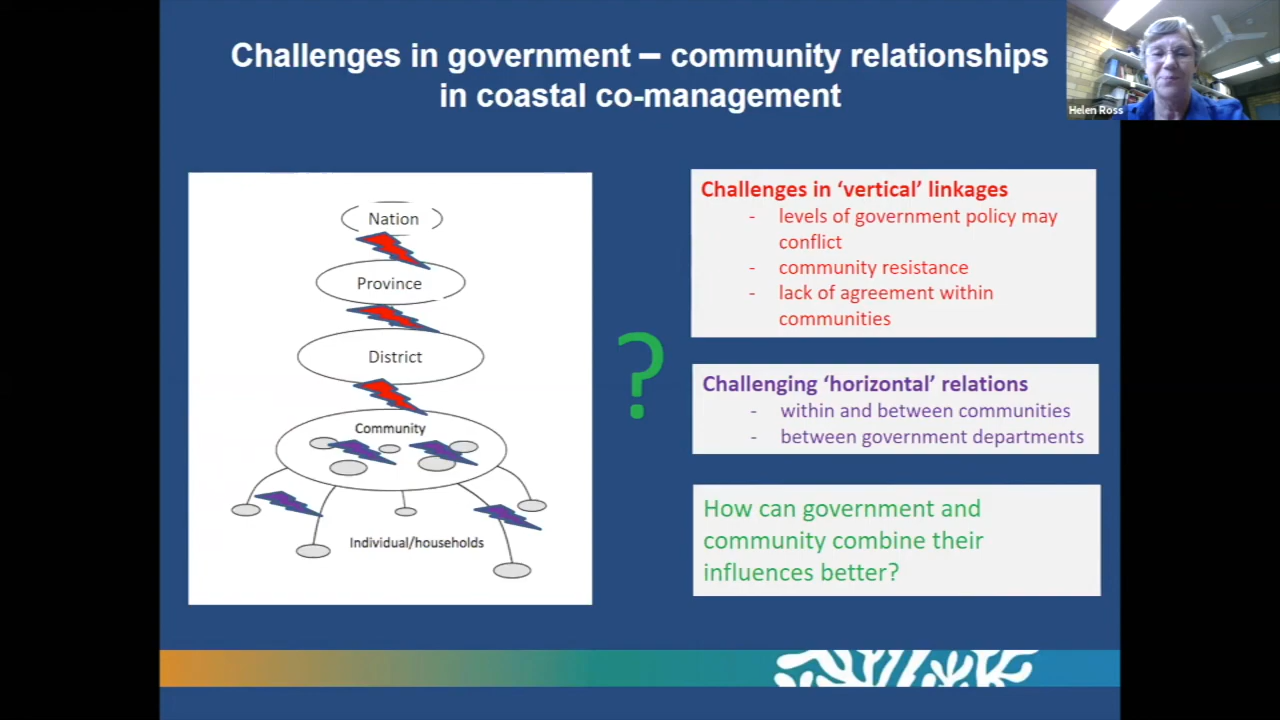 Challenges in government – community relationships
in coastal co-management
Helen Ross
Nation
Province
District
Community
Individual/households
?
Challenges in ‘vertical’ linkages
- levels of government policy may
conflict
- community resistance
- lack of agreement within
communities
Challenging ‘horizontal’ relations
- within and between communities
- between government departments
How can government and
community combine their
influences better?